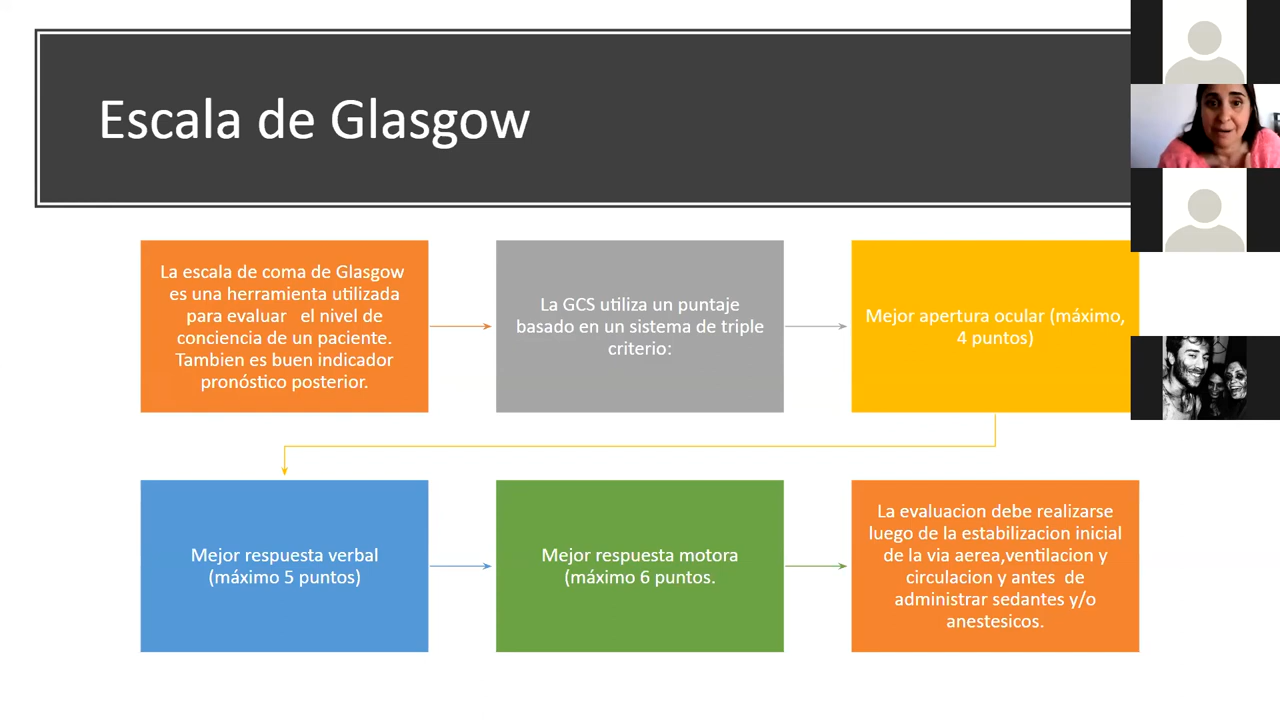 Escala de Glasgow
La escala de coma de Glasgow
es una herramienta utilizada
para evaluar el nivel de
conciencia de un paciente.
Tambien es buen indicador
pronóstico posterior.
La GCS utiliza un puntaje
basado en un sistema de triple
criterio:
Mejor apertura ocular (máximo,
4 puntos)
Mejor respuesta verbal
(máximo 5 puntos)
Mejor respuesta motora
(máximo 6 puntos.
La evaluacion debe realizarse
luego de la estabilizacion inicial
de la via aerea,ventilacion y
circulacion y antes de
administrar sedantes y/o
anestesicos.